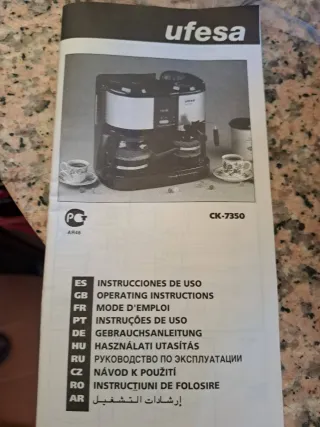 ufesa
CK-7350
ES INSTRUCCIONES DE USO
GB OPERATING INSTRUCTIONS
FR MODE D'EMPLOI
PT INSTRUÇÕES DE USO
DE GEBRAUCHSANLEITUNG
HU HASZNÁLATI UTASÍTÁS
RU РУКОВОДСТВО ПО ЭКСПЛУАТАЦИИ
CZ NÁVOD K POUŽITÍ
RO INSTRUCŢIUNI DE FOLOSIRE
AR إرشادات التشغيل